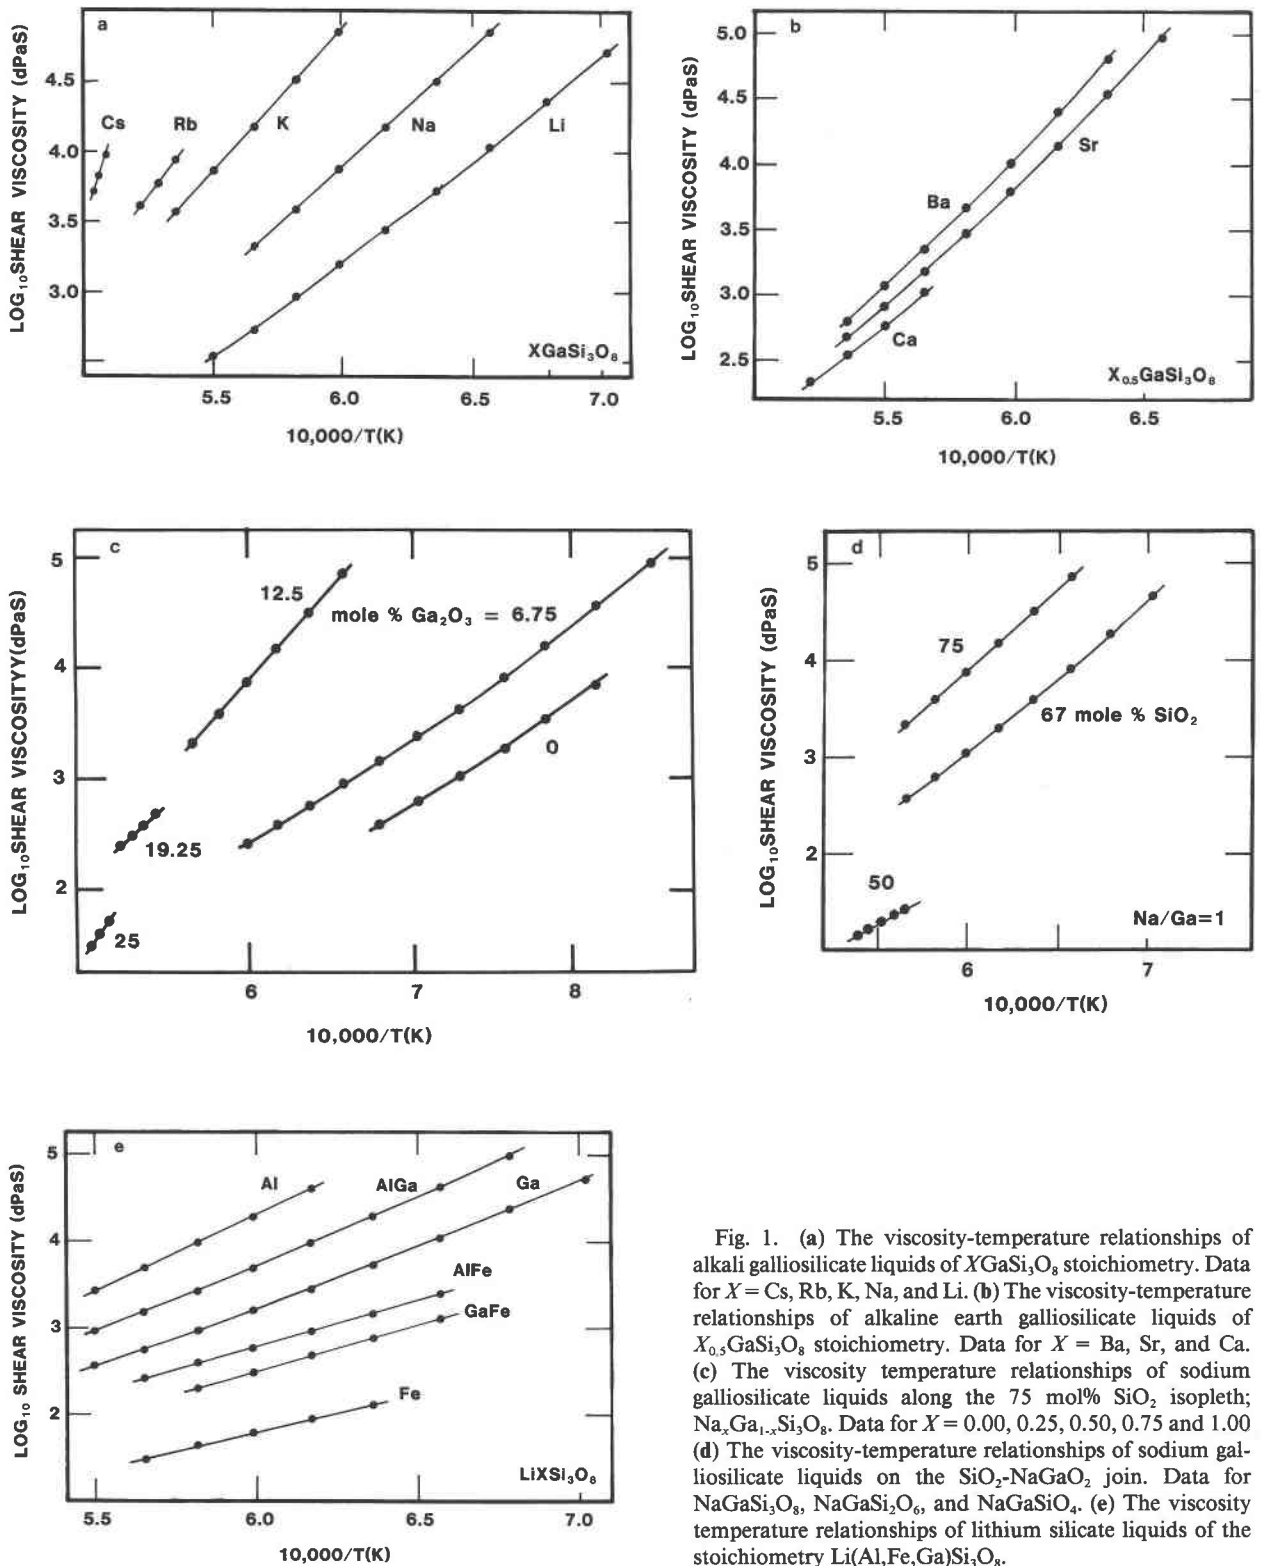 a
LOG₁₀SHEAR VISCOSITY (dPaS)
4.5
4.0
3.5
3.0
Cs
Rb
K
Na
Li
XGaSi₃O₈
5.5 6.0 6.5 7.0
10,000/T(K)
b
LOG₁₀SHEAR VISCOSITY (dPaS)
5.0
4.5
4.0
3.5
3.0
2.5
Ba
Sr
Ca
X₀.₅GaSi₃O₈
5.5 6.0 6.5
10,000/T(K)
c
LOG₁₀SHEAR VISCOSITYY(dPaS)
5
4
3
2
12.5
mole % Ga₂O₃ = 6.75
0
19.25
25
6 7 8
10,000/T(K)
d
LOG₁₀SHEAR VISCOSITY (dPaS)
5
4
3
2
75
67 mole % SiO₂
50
Na/Ga=1
6 7
10,000/T(K)
e
LOG₁₀ SHEAR VISCOSITY (dPaS)
5
4
3
2
Al
AlGa
Ga
AlFe
GaFe
Fe
LiXSi₃O₈
5.5 6.0 6.5 7.0
10,000/T(K)
Fig. 1. (a) The viscosity-temperature relationships of
alkali galliosilicate liquids of XGaSi₃O₈ stoichiometry. Data
for X = Cs, Rb, K, Na, and Li. (b) The viscosity-temperature
relationships of alkaline earth galliosilicate liquids of
X₀.₅GaSi₃O₈ stoichiometry. Data for X = Ba, Sr, and Ca.
(c) The viscosity temperature relationships of sodium
galliosilicate liquids along the 75 mol% SiO₂ isopleth;
NaₓGa₁₋ₓSi₃O₈. Data for X = 0.00, 0.25, 0.50, 0.75 and 1.00
(d) The viscosity-temperature relationships of sodium gal-
liosilicate liquids on the SiO₂-NaGaO₂ join. Data for
NaGaSi₃O₈, NaGaSi₂O₆, and NaGaSiO₄. (e) The viscosity
temperature relationships of lithium silicate liquids of the
stoichiometry Li(Al,Fe,Ga)Si₃O₈.